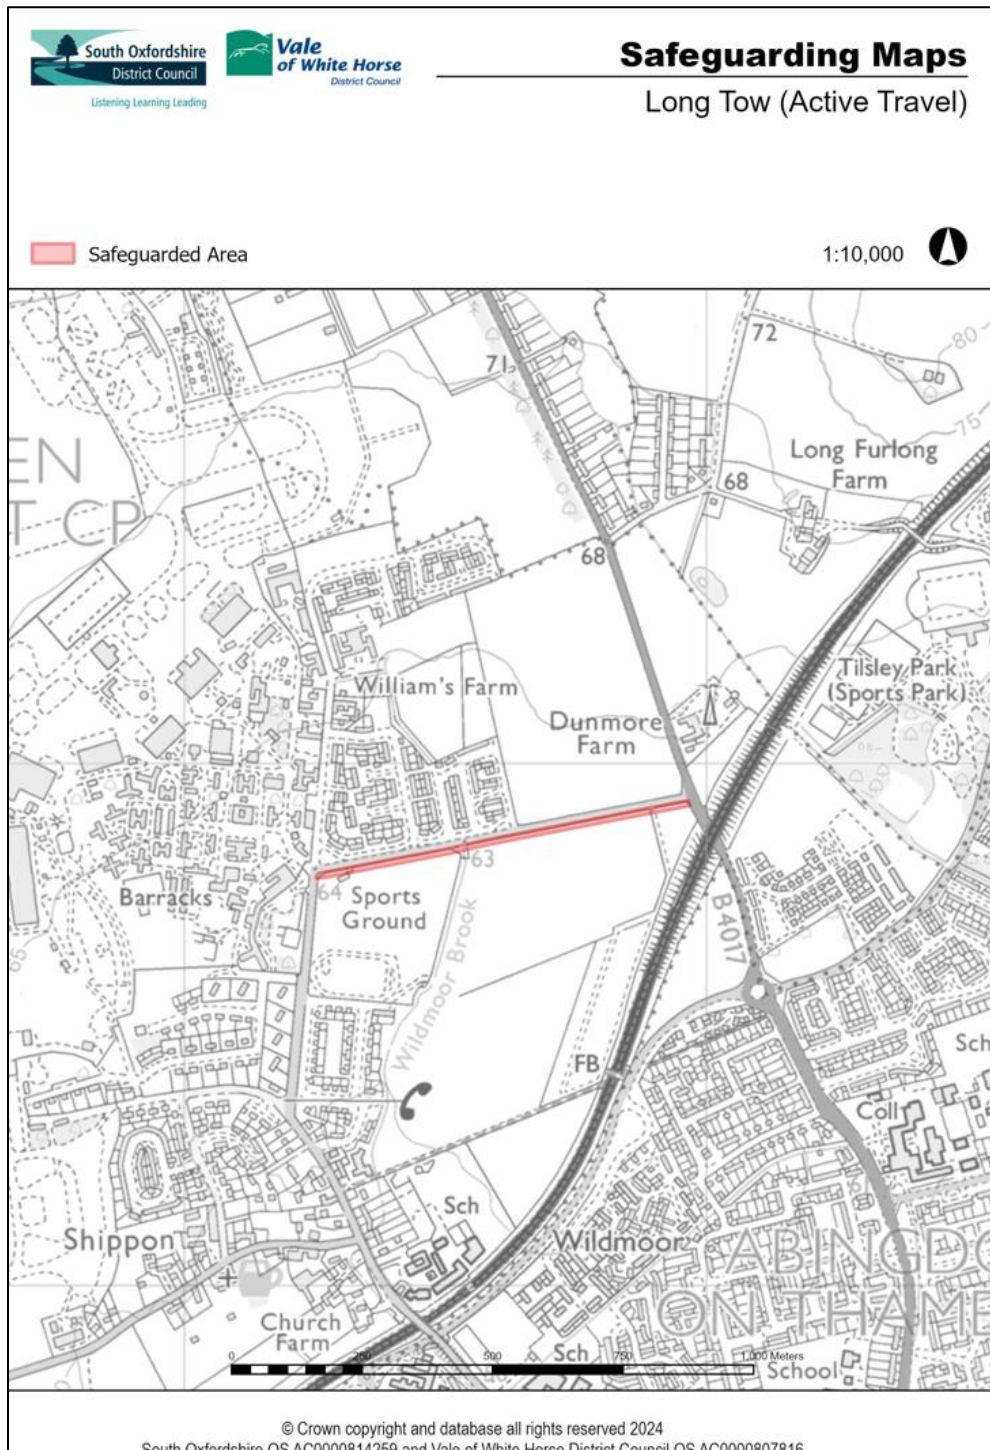 South Oxfordshire
District Council
Listening Learning Leading
Vale
of White Horse
District Council
Safeguarding Maps
Long Tow (Active Travel)
Safeguarded Area
1:10,000
71
72
80
75
EN
T CP
Long Furlong
Farm
68
68
William's Farm
Tilsley Park
(Sports Park)
Dunmore
Farm
63
64
Barracks
Sports
Ground
65
B4017
Wildmoor Brook
FB
Sch
Coll
Sch
Shippon
Wildmoor
ABINGDO
ON THAME
Church
Farm
Sch
School
0
250
500
750
1,000 Meters
© Crown copyright and database all rights reserved 2024
South Oxfordshire OS AC0000814259 and Vale of White Horse District Council OS AC0000807816